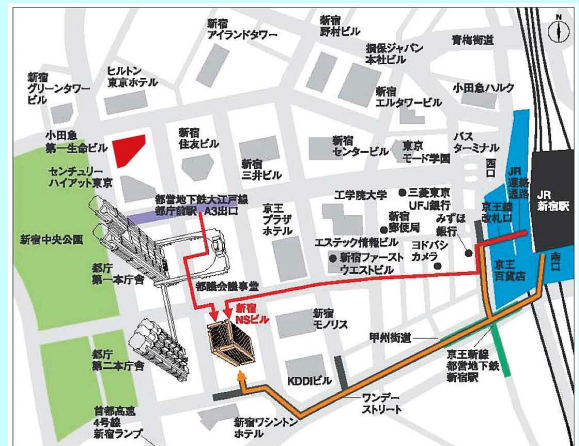 新宿
アイランドタワー
新宿
野村ビル
損保ジャパン
本社ビル
青梅街道
N
新宿
グリーンタワー
ビル
ヒルトン
東京ホテル
小田急ハルク
新宿
エルタワービル
小田急
第一生命ビル
新宿
住友ビル
新宿
三井ビル
新宿
センタービル
東京
モード学園
バス
ターミナル
西口
JR
連絡
通路
JR
新宿駅
センチュリー
ハイアット東京
都営地下鉄大江戸線
都庁前駅 A3出口
京王
プラザ
ホテル
工学院大学
三菱東京
UFJ銀行
京王線
改札口
新宿
郵便局
みずほ
銀行
新宿中央公園
都庁
第一本庁舎
エステック情報ビル
新宿ファースト
ウエストビル
ヨドバシ
カメラ
京王
百貨店
南口
都議会議事堂
新宿
NSビル
新宿
モノリス
甲州街道
京王新線
都営地下鉄
新宿駅
都庁
第二本庁舎
KDDIビル
ワンデー
ストリート
首都高速
4号線
新宿ランプ
新宿ワシントン
ホテル